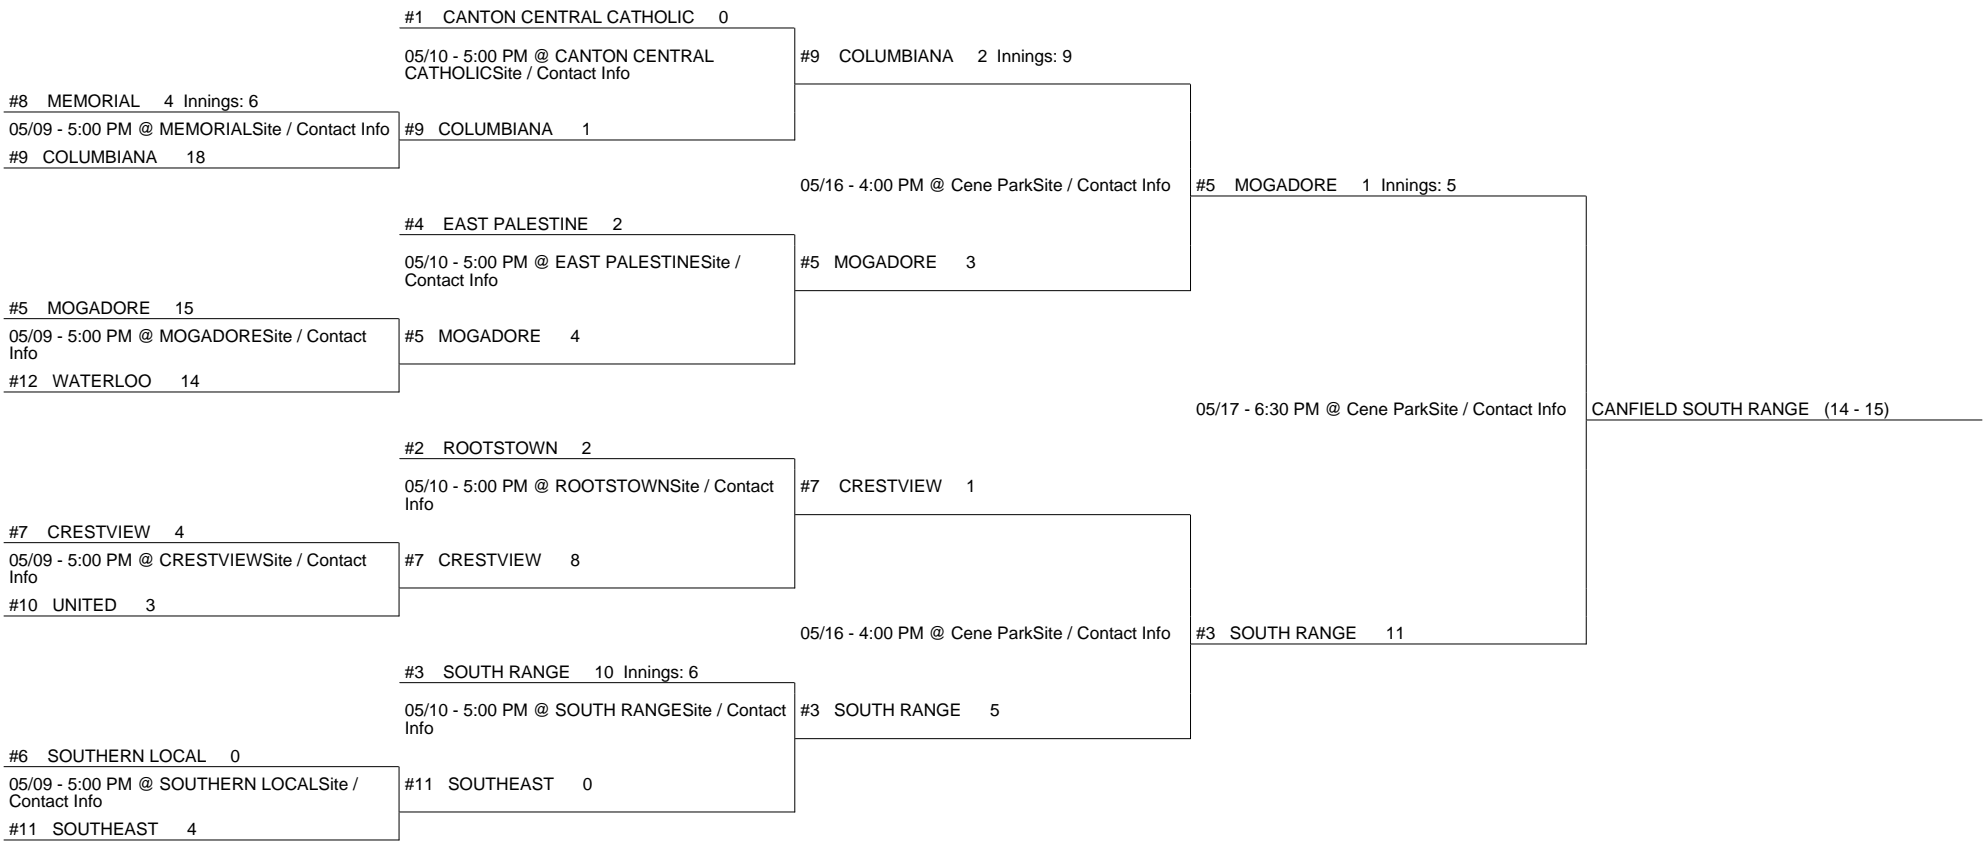 #1 CANTON CENTRAL CATHOLIC 0
05/10 - 5:00 PM @ CANTON CENTRAL
CATHOLICSite / Contact Info
#9 COLUMBIANA 2 Innings: 9
#8 MEMORIAL 4 Innings: 6
05/09 - 5:00 PM @ MEMORIALSite / Contact Info
#9 COLUMBIANA 1
#9 COLUMBIANA 18
05/16 - 4:00 PM @ Cene ParkSite / Contact Info
#5 MOGADORE 1 Innings: 5
#4 EAST PALESTINE 2
05/10 - 5:00 PM @ EAST PALESTINESite /
Contact Info
#5 MOGADORE 3
#5 MOGADORE 15
05/09 - 5:00 PM @ MOGADORESite / Contact
Info
#5 MOGADORE 4
#12 WATERLOO 14
05/17 - 6:30 PM @ Cene ParkSite / Contact Info
CANFIELD SOUTH RANGE (14 - 15)
#2 ROOTSTOWN 2
05/10 - 5:00 PM @ ROOTSTOWNSite / Contact
Info
#7 CRESTVIEW 1
#7 CRESTVIEW 4
05/09 - 5:00 PM @ CRESTVIEWSite / Contact
Info
#7 CRESTVIEW 8
#10 UNITED 3
05/16 - 4:00 PM @ Cene ParkSite / Contact Info
#3 SOUTH RANGE 11
#3 SOUTH RANGE 10 Innings: 6
05/10 - 5:00 PM @ SOUTH RANGESite / Contact
Info
#3 SOUTH RANGE 5
#6 SOUTHERN LOCAL 0
05/09 - 5:00 PM @ SOUTHERN LOCALSite /
Contact Info
#11 SOUTHEAST 0
#11 SOUTHEAST 4